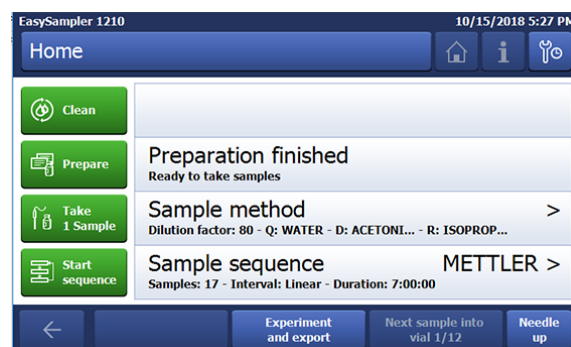 EasySampler 1210 10/15/2018 5:27 PM
Home
Clean
Prepare
Preparation finished
Ready to take samples
Take
1 Sample
Sample method >
Dilution factor: 80 - Q: WATER - D: ACETONI... - R: ISOPROP...
Start
sequence
Sample sequence METTLER >
Samples: 17 - Interval: Linear - Duration: 7:00:00
Experiment
and export
Next sample into
vial 1/12
Needle
up